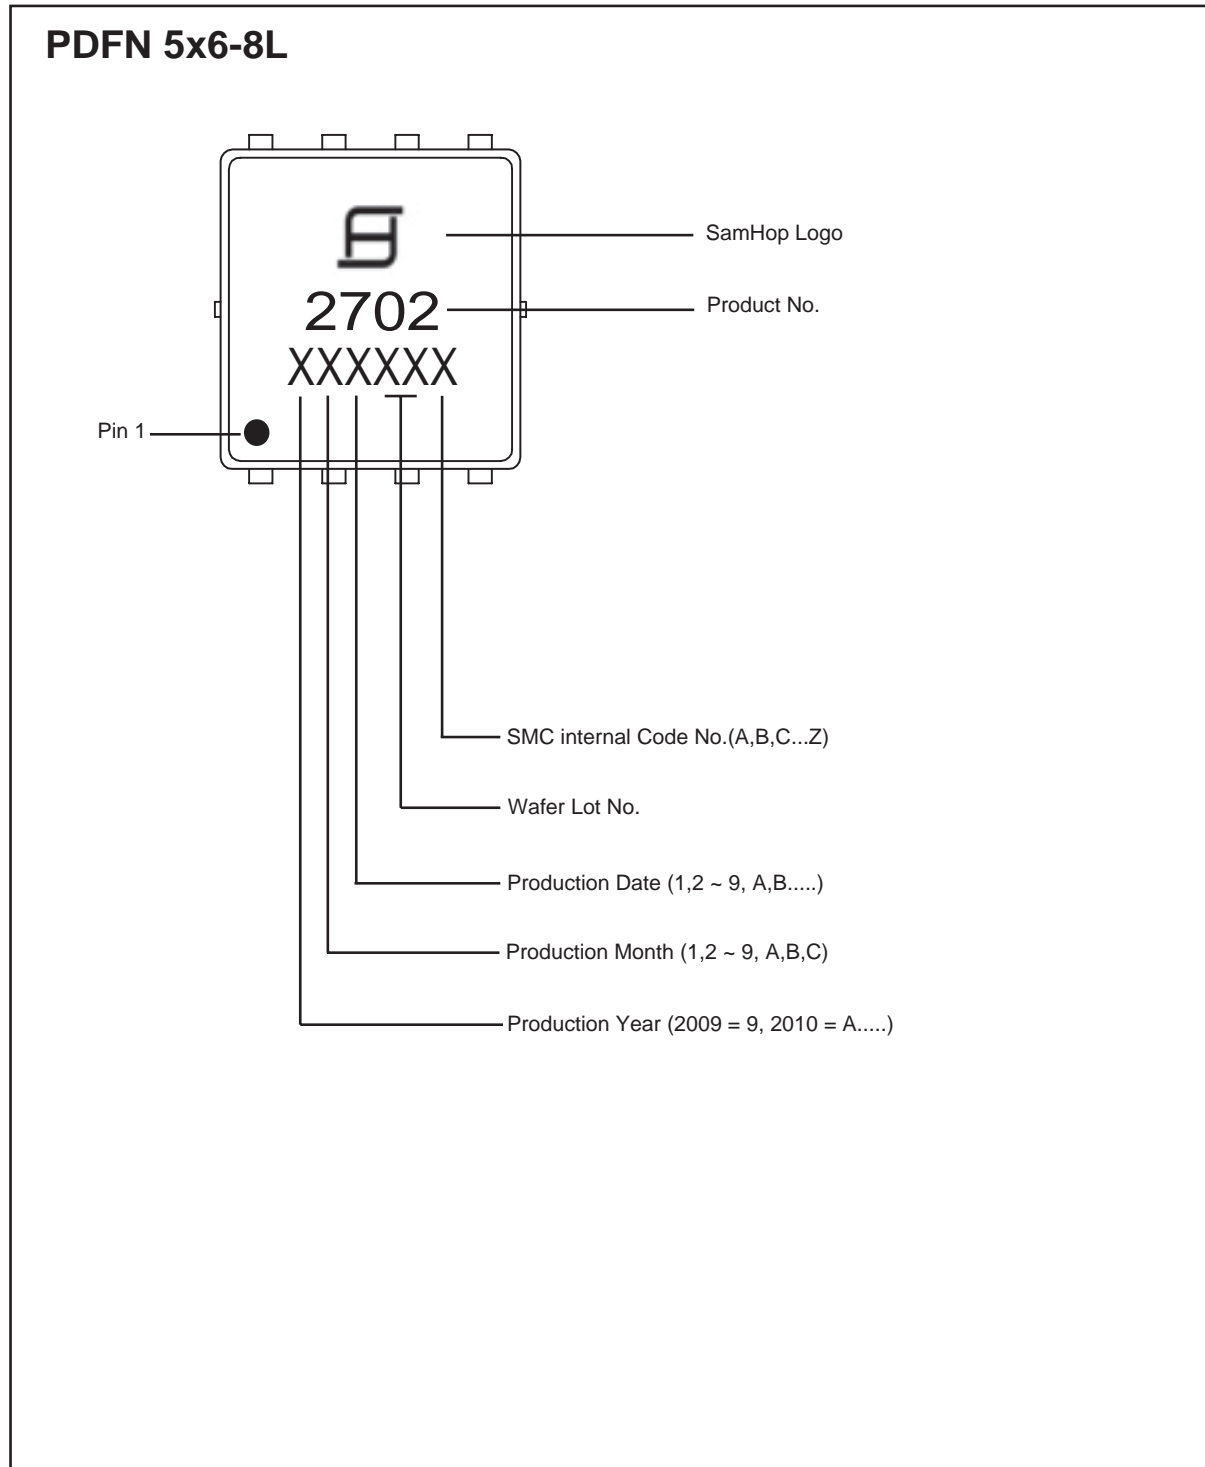 PDFN 5x6-8L
SamHop Logo
2702
Product No.
XXXXXX
Pin 1
SMC internal Code No.(A,B,C...Z)
Wafer Lot No.
Production Date (1,2 ~ 9, A,B.....)
Production Month (1,2 ~ 9, A,B,C)
Production Year (2009 = 9, 2010 = A.....)